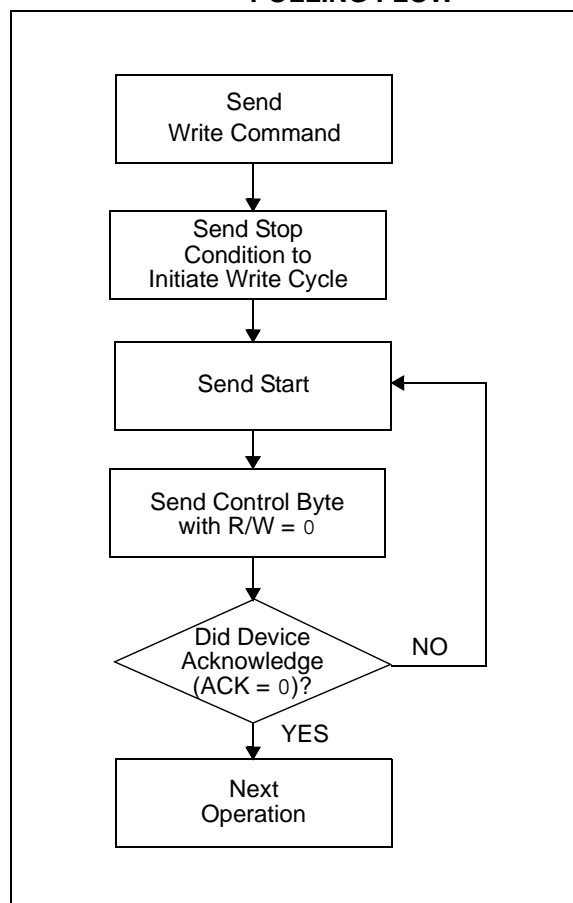 Send
Write Command
Send Stop
Condition to
Initiate Write Cycle
Send Start
Send Control Byte
with R/W = 0
Did Device
Acknowledge
(ACK = 0)?
NO
YES
Next
Operation